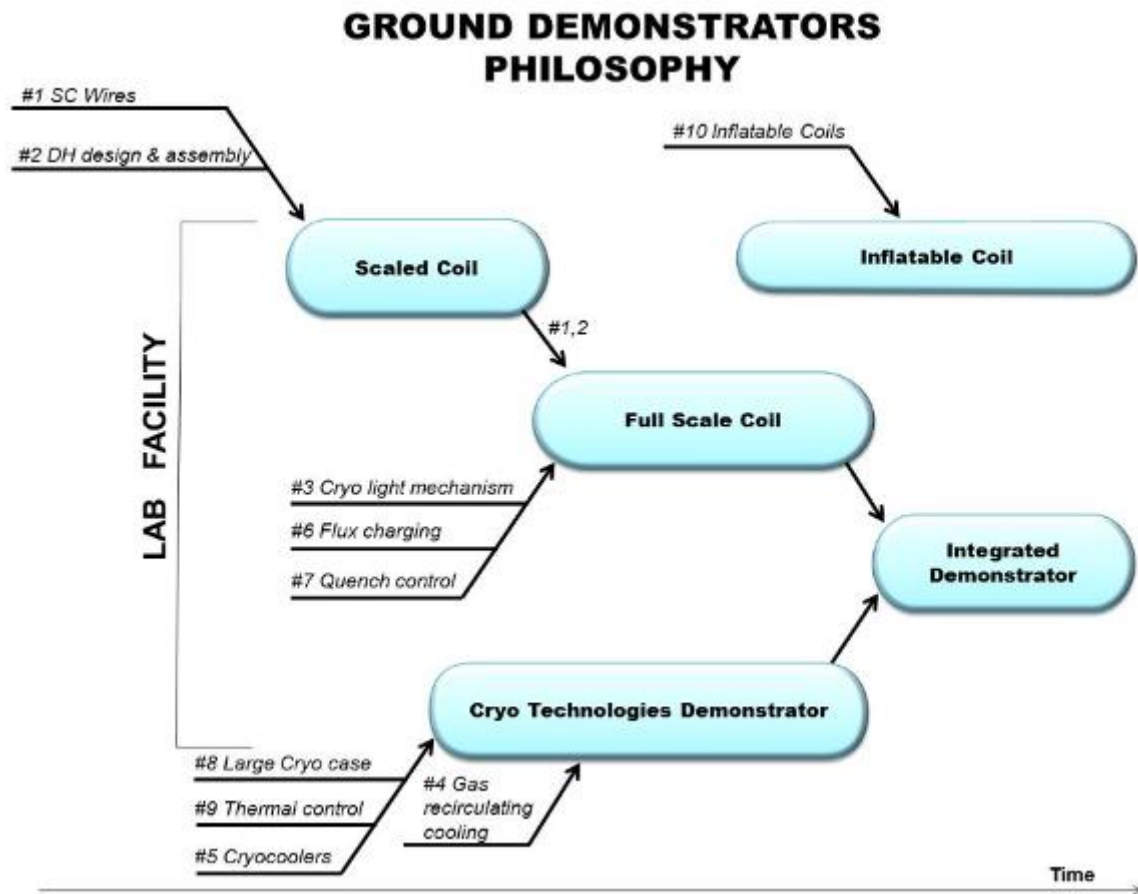 GROUND DEMONSTRATORS
PHILOSOPHY
#1 SC Wires
#2 DH design & assembly
#10 Inflatable Coils
Scaled Coil
Inflatable Coil
#1,2
LAB FACILITY
Full Scale Coil
#3 Cryo light mechanism
#6 Flux charging
#7 Quench control
Integrated
Demonstrator
Cryo Technologies Demonstrator
#8 Large Cryo case
#9 Thermal control
#5 Cryocoolers
#4 Gas
recirculating
cooling
Time